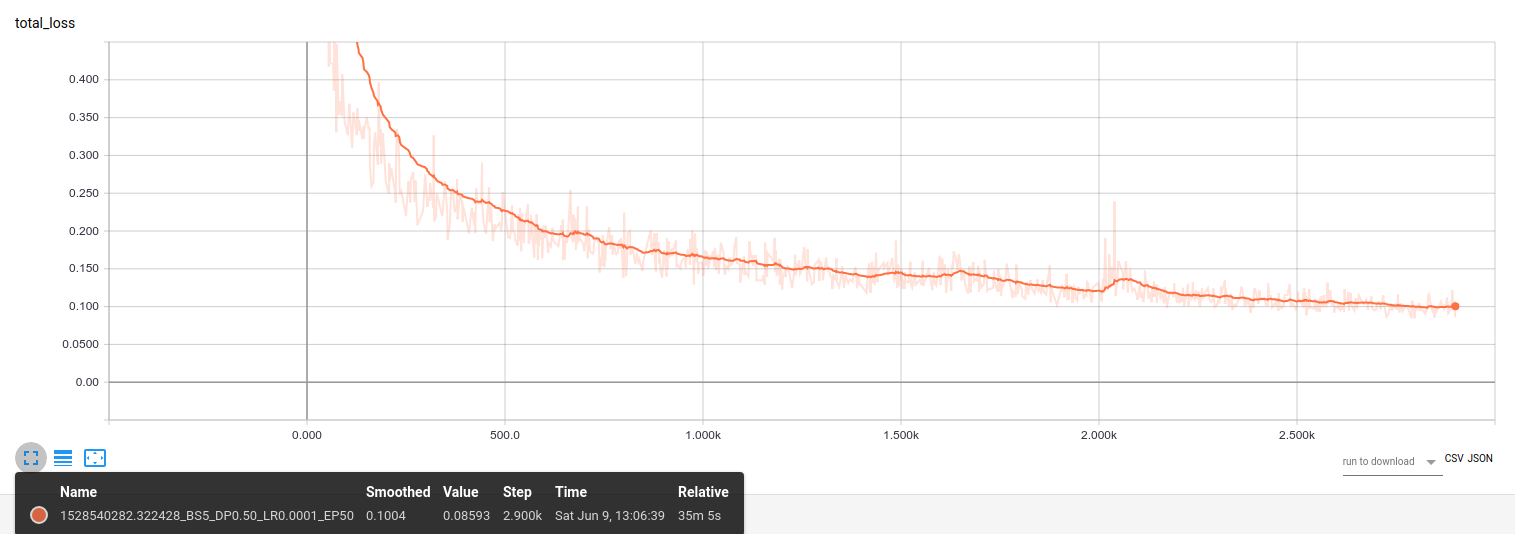 total_loss
0.400
0.350
0.300
0.250
0.200
0.150
0.100
0.0500
0.00
0.000 500.0 1.000k 1.500k 2.000k 2.500k
run to download CSV JSON
Name Smoothed Value Step Time Relative
1528540282.322428_BS5_DP0.50_LR0.0001_EP50 0.1004 0.08593 2.900k Sat Jun 9, 13:06:39 35m 5s